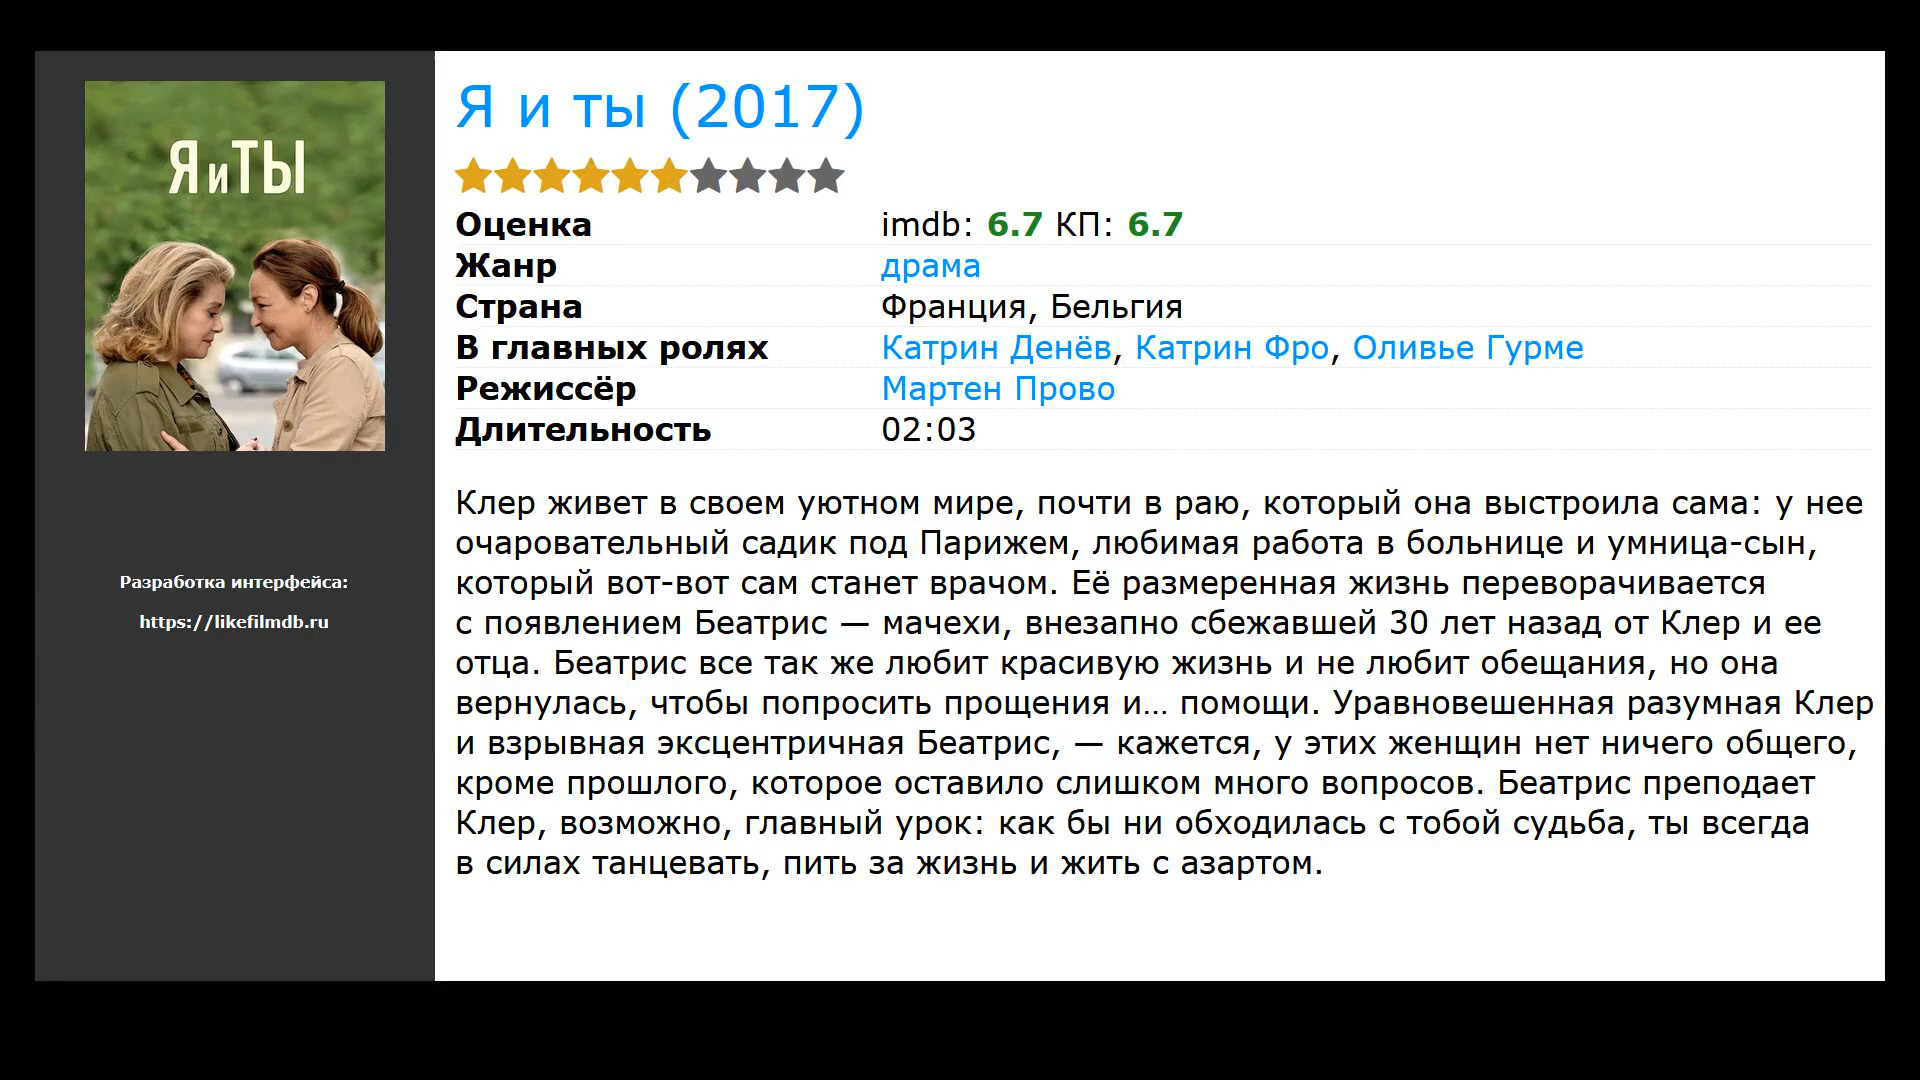 Я и ТЫ
Разработка интерфейса:
https://likefilmdb.ru
Я и ты (2017)
Оценка imdb: 6.7 КП: 6.7
Жанр драма
Страна Франция, Бельгия
В главных ролях Катрин Денёв, Катрин Фро, Оливье Гурме
Режиссёр Мартен Прово
Длительность 02:03
Клер живет в своем уютном мире, почти в раю, который она выстроила сама: у нее
очаровательный садик под Парижем, любимая работа в больнице и умница-сын,
который вот-вот сам станет врачом. Её размеренная жизнь переворачивается
с появлением Беатрис — мачехи, внезапно сбежавшей 30 лет назад от Клер и ее
отца. Беатрис все так же любит красивую жизнь и не любит обещания, но она
вернулась, чтобы попросить прощения и… помощи. Уравновешенная разумная Клер
и взрывная эксцентричная Беатрис, — кажется, у этих женщин нет ничего общего,
кроме прошлого, которое оставило слишком много вопросов. Беатрис преподает
Клер, возможно, главный урок: как бы ни обходилась с тобой судьба, ты всегда
в силах танцевать, пить за жизнь и жить с азартом.